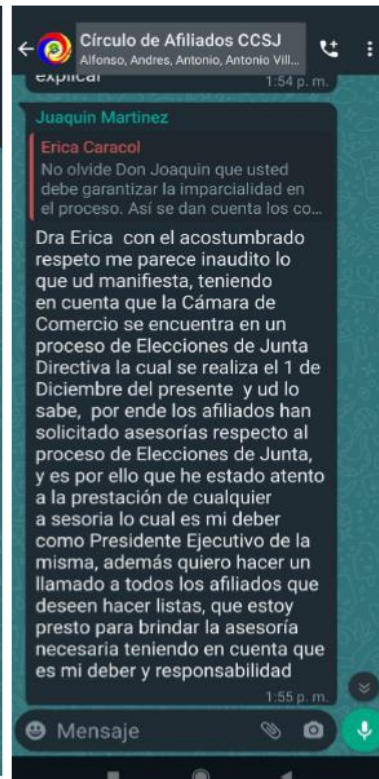 Círculo de Afiliados CCSJ
Alfonso, Andres, Antonio, Antonio Vill...
explicar
1:54 p. m.
Juaquin Martinez
Erica Caracol
No olvide Don Joaquin que usted
debe garantizar la imparcialidad en
el proceso. Así se dan cuenta los co...
Dra Erica con el acostumbrado
respeto me parece inaudito lo
que ud manifiesta, teniendo
en cuenta que la Cámara de
Comercio se encuentra en un
proceso de Elecciones de Junta
Directiva la cual se realiza el 1 de
Diciembre del presente y ud lo
sabe, por ende los afiliados han
solicitado asesorías respecto al
proceso de Elecciones de Junta,
y es por ello que he estado atento
a la prestación de cualquier
a sesoria lo cual es mi deber
como Presidente Ejecutivo de la
misma, además quiero hacer un
llamado a todos los afiliados que
deseen hacer listas, que estoy
presto para brindar la asesoría
necesaria teniendo en cuenta que
es mi deber y responsabilidad
1:55 p. m.
Mensaje